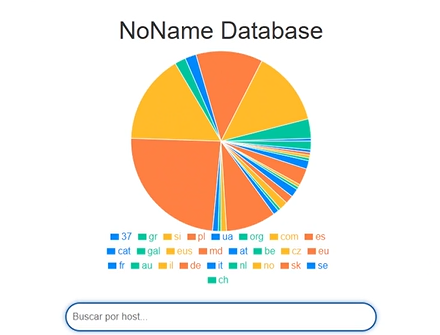 NoName Database
37 gr si pl ua org com es
cat gal eus md at be cz eu
fr au il de it nl no sk se
ch
Buscar por host...